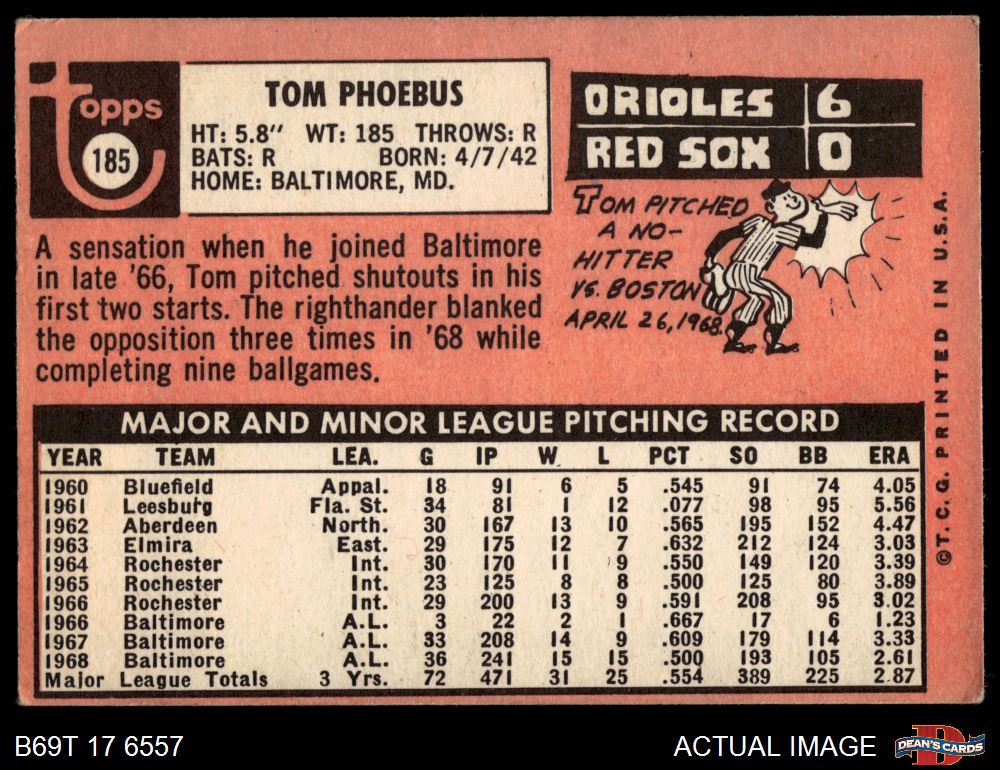 Topps
185
TOM PHOEBUS
HT: 5.8" WT: 185 THROWS: R
BATS: R BORN: 4/7/42
HOME: BALTIMORE, MD.
A sensation when he joined Baltimore
in late '66, Tom pitched shutouts in his
first two starts. The righthander blanked
the opposition three times in '68 while
completing nine ballgames.
ORIOLES 6
RED SOX 0
TOM PITCHED
A NO-
HITTER
VS. BOSTON
APRIL 26, 1968.
MAJOR AND MINOR LEAGUE PITCHING RECORD
YEAR TEAM LEA. G IP W L PCT SO BB ERA
1960 Bluefield Appal. 18 91 6 5 .545 91 74 4.05
1961 Leesburg Fla. St. 34 81 1 12 .077 98 95 5.56
1962 Aberdeen North. 30 167 13 10 .565 195 152 4.47
1963 Elmira East. 29 175 12 7 .632 212 124 3.03
1964 Rochester Int. 30 170 11 9 .550 149 120 3.39
1965 Rochester Int. 23 125 8 8 .500 125 80 3.89
1966 Rochester Int. 29 200 13 9 .591 208 95 3.02
1966 Baltimore A.L. 3 22 2 1 .667 17 6 1.23
1967 Baltimore A.L. 33 208 14 9 .609 179 114 3.33
1968 Baltimore A.L. 36 241 15 15 .500 193 105 2.61
Major League Totals 3 Yrs. 72 471 31 25 .554 389 225 2.87
©T. C. G. PRINTED IN U.S.A.
B69T 17 6557
ACTUAL IMAGE
D
DEAN'S CARDS